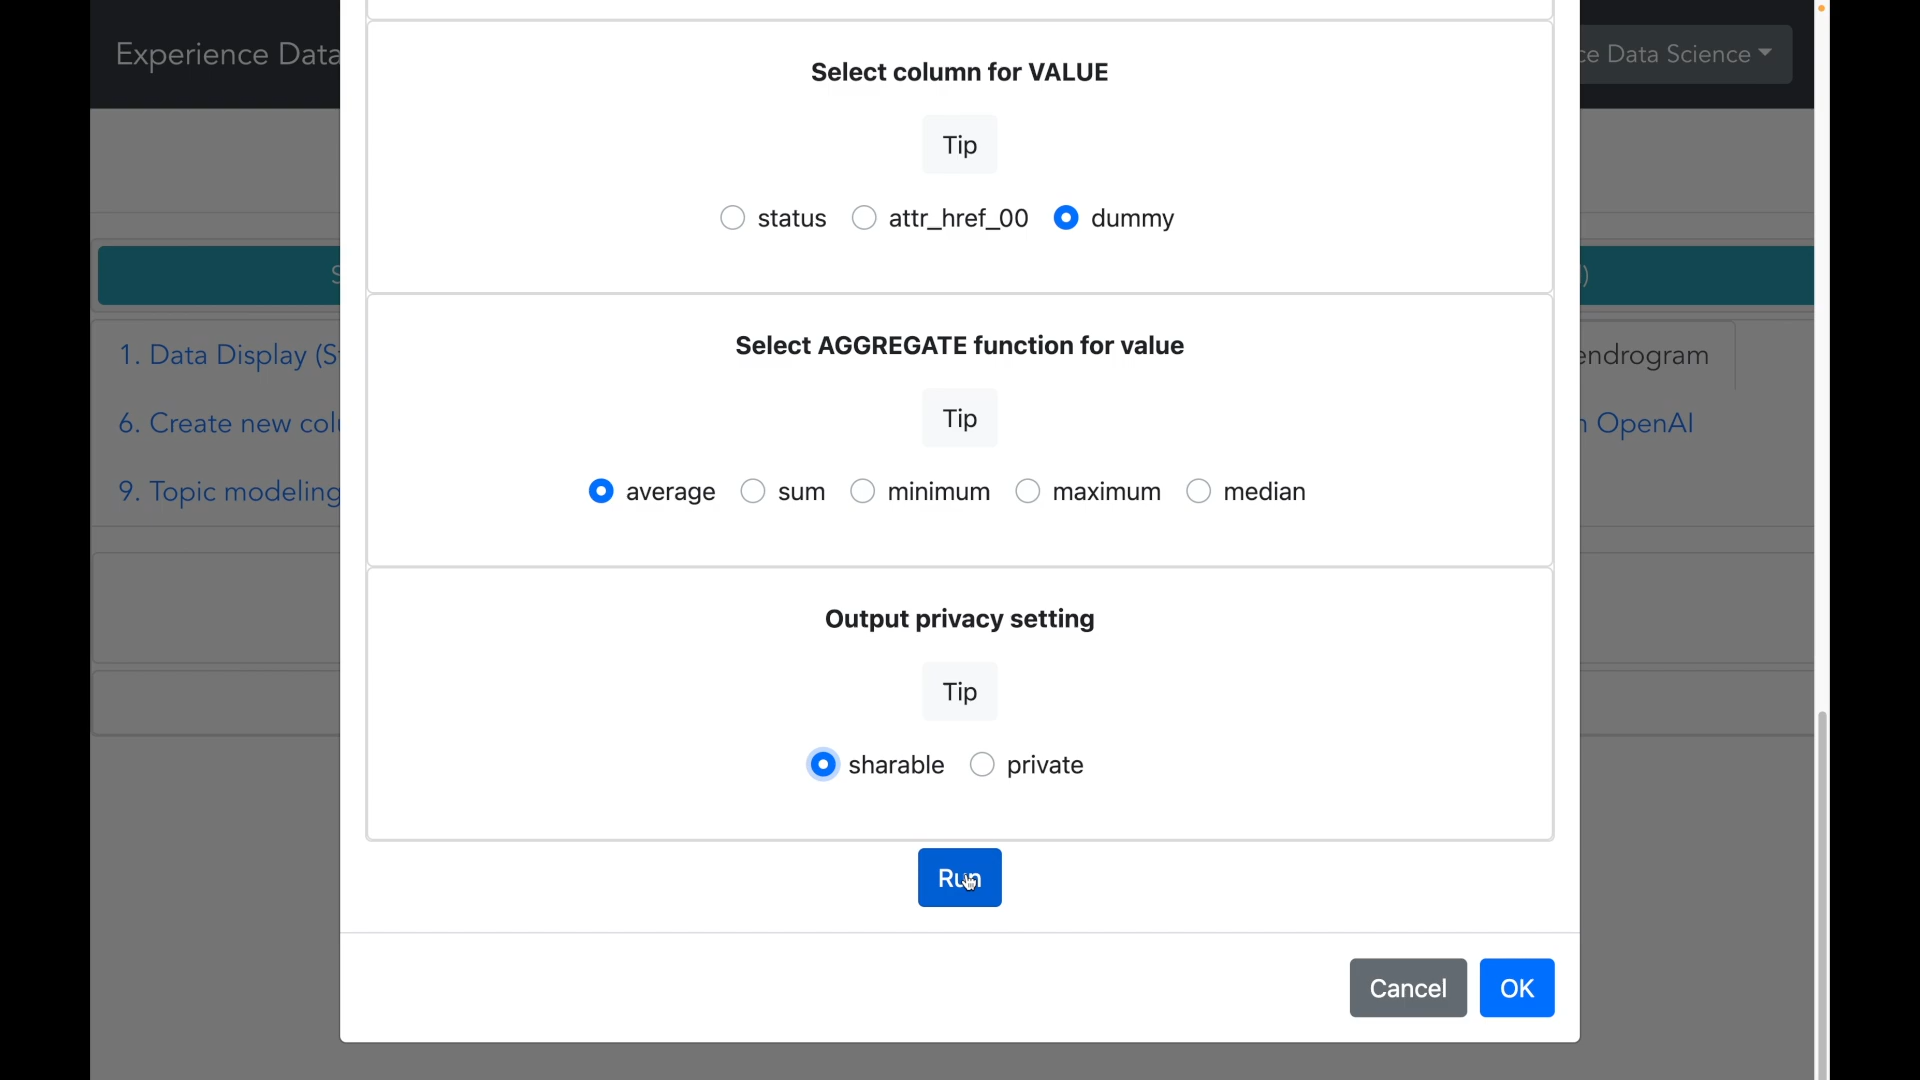 Experience Data
ce Data Science
Select column for VALUE
Tip
status attr_href_00 dummy
Select AGGREGATE function for value
1. Data Display (S
endrogram
Tip
6. Create new col
OpenAI
9. Topic modeling
average sum minimum maximum median
Output privacy setting
Tip
sharable private
Run
Cancel OK